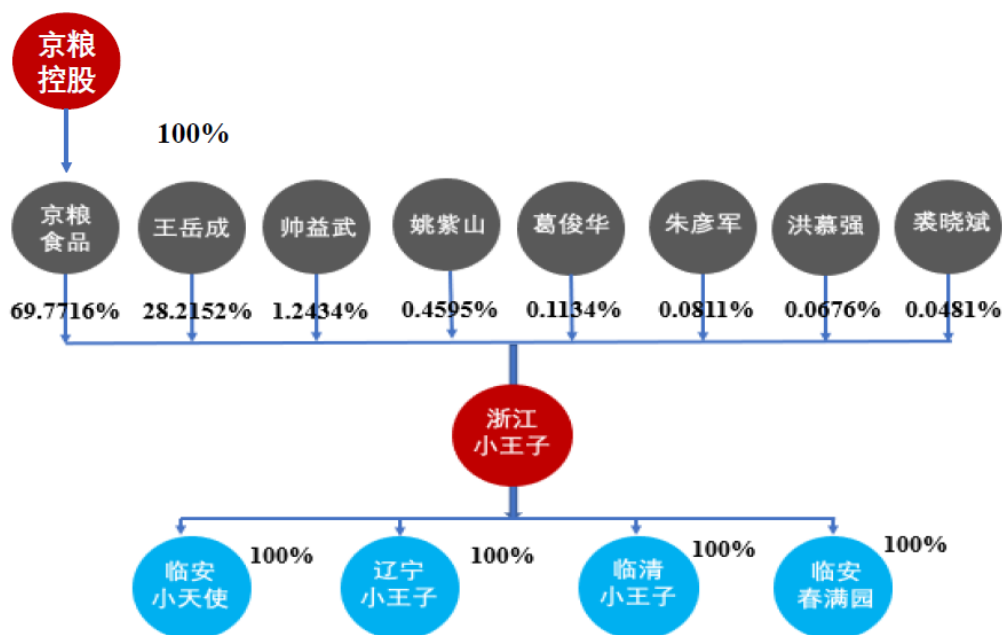 京粮
控股
100%
京粮
食品
王岳成
帅益武
姚紫山
葛俊华
朱彦军
洪慕强
裘晓斌
69.7716%
28.2152%
1.2434%
0.4595%
0.1134%
0.0811%
0.0676%
0.0481%
浙江
小王子
临安
小天使
100%
辽宁
小王子
100%
临清
小王子
100%
临安
春满园
100%